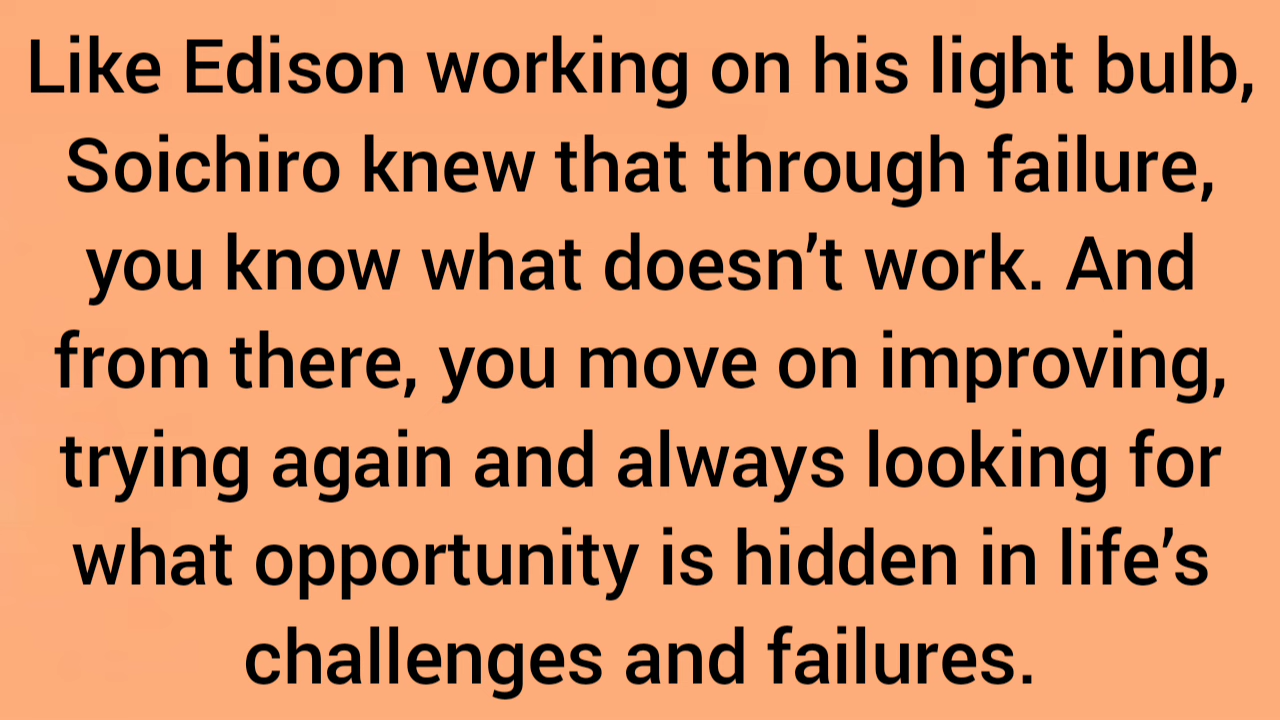 Like Edison working on his light bulb,
Soichiro knew that through failure,
you know what doesn’t work. And
from there, you move on improving,
trying again and always looking for
what opportunity is hidden in life’s
challenges and failures.